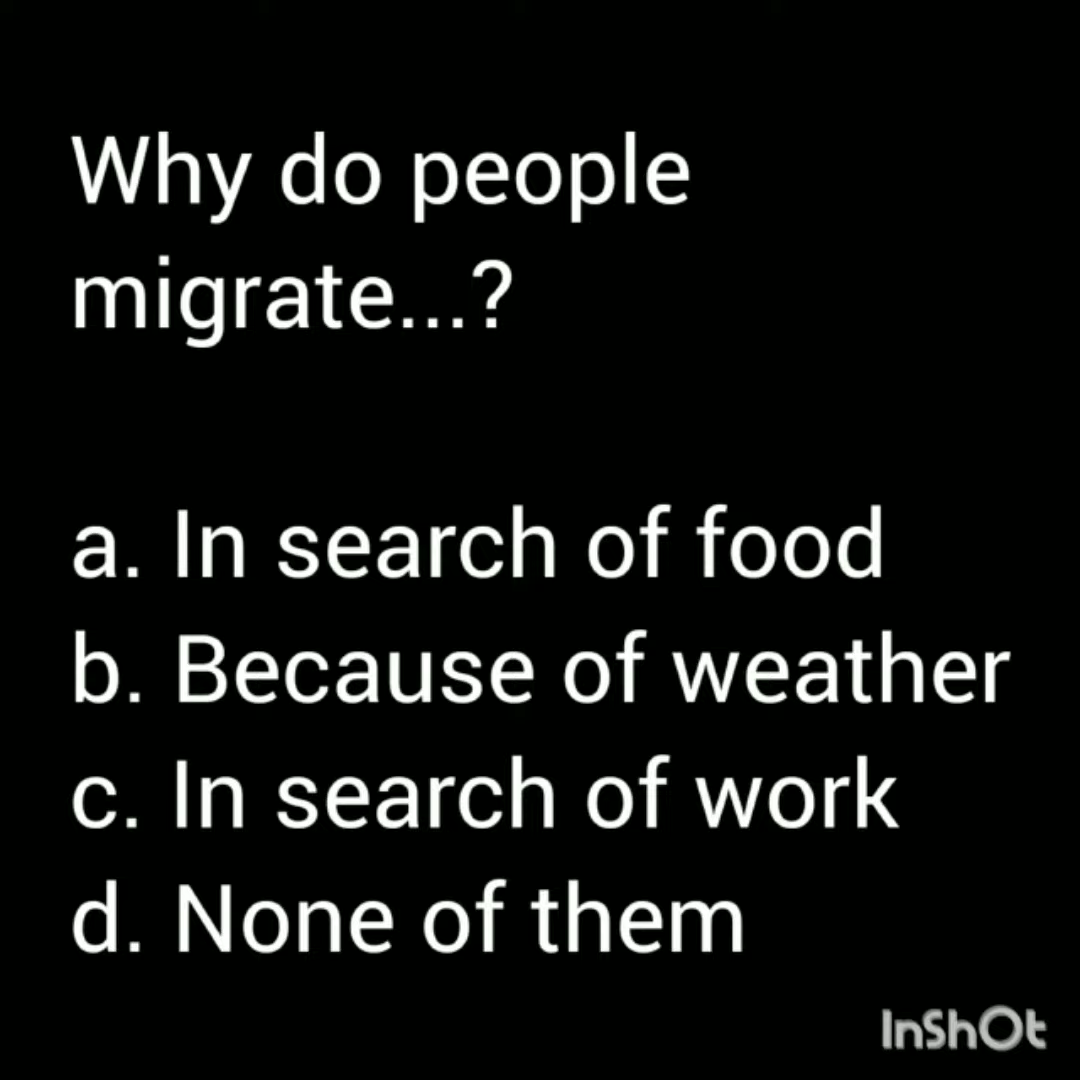 Why do people
migrate...?
a. In search of food
b. Because of weather
c. In search of work
d. None of them
InShOt